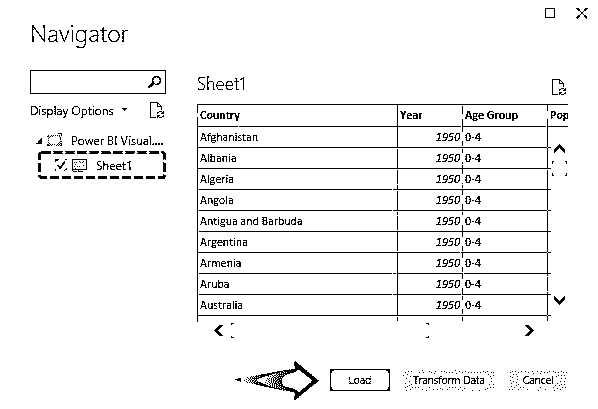 Navigator
Sheet1
Display Options
Country Year Age Group Pop
Power BI Visual....
Afghanistan 1950 0-4
Sheet1
Albania 1950 0-4
Algeria 1950 0-4
Angola 1950 0-4
Antigua and Barbuda 1950 0-4
Argentina 1950 0-4
Armenia 1950 0-4
Aruba 1950 0-4
Australia 1950 0-4
Load Transform Data Cancel